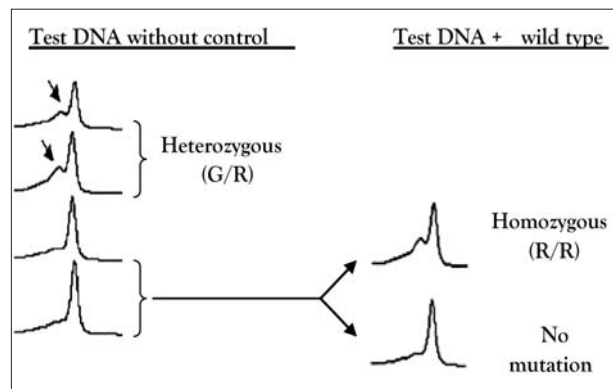 Test DNA without control
Test DNA + wild type
Heterozygous
(G/R)
Homozygous
(R/R)
No
mutation